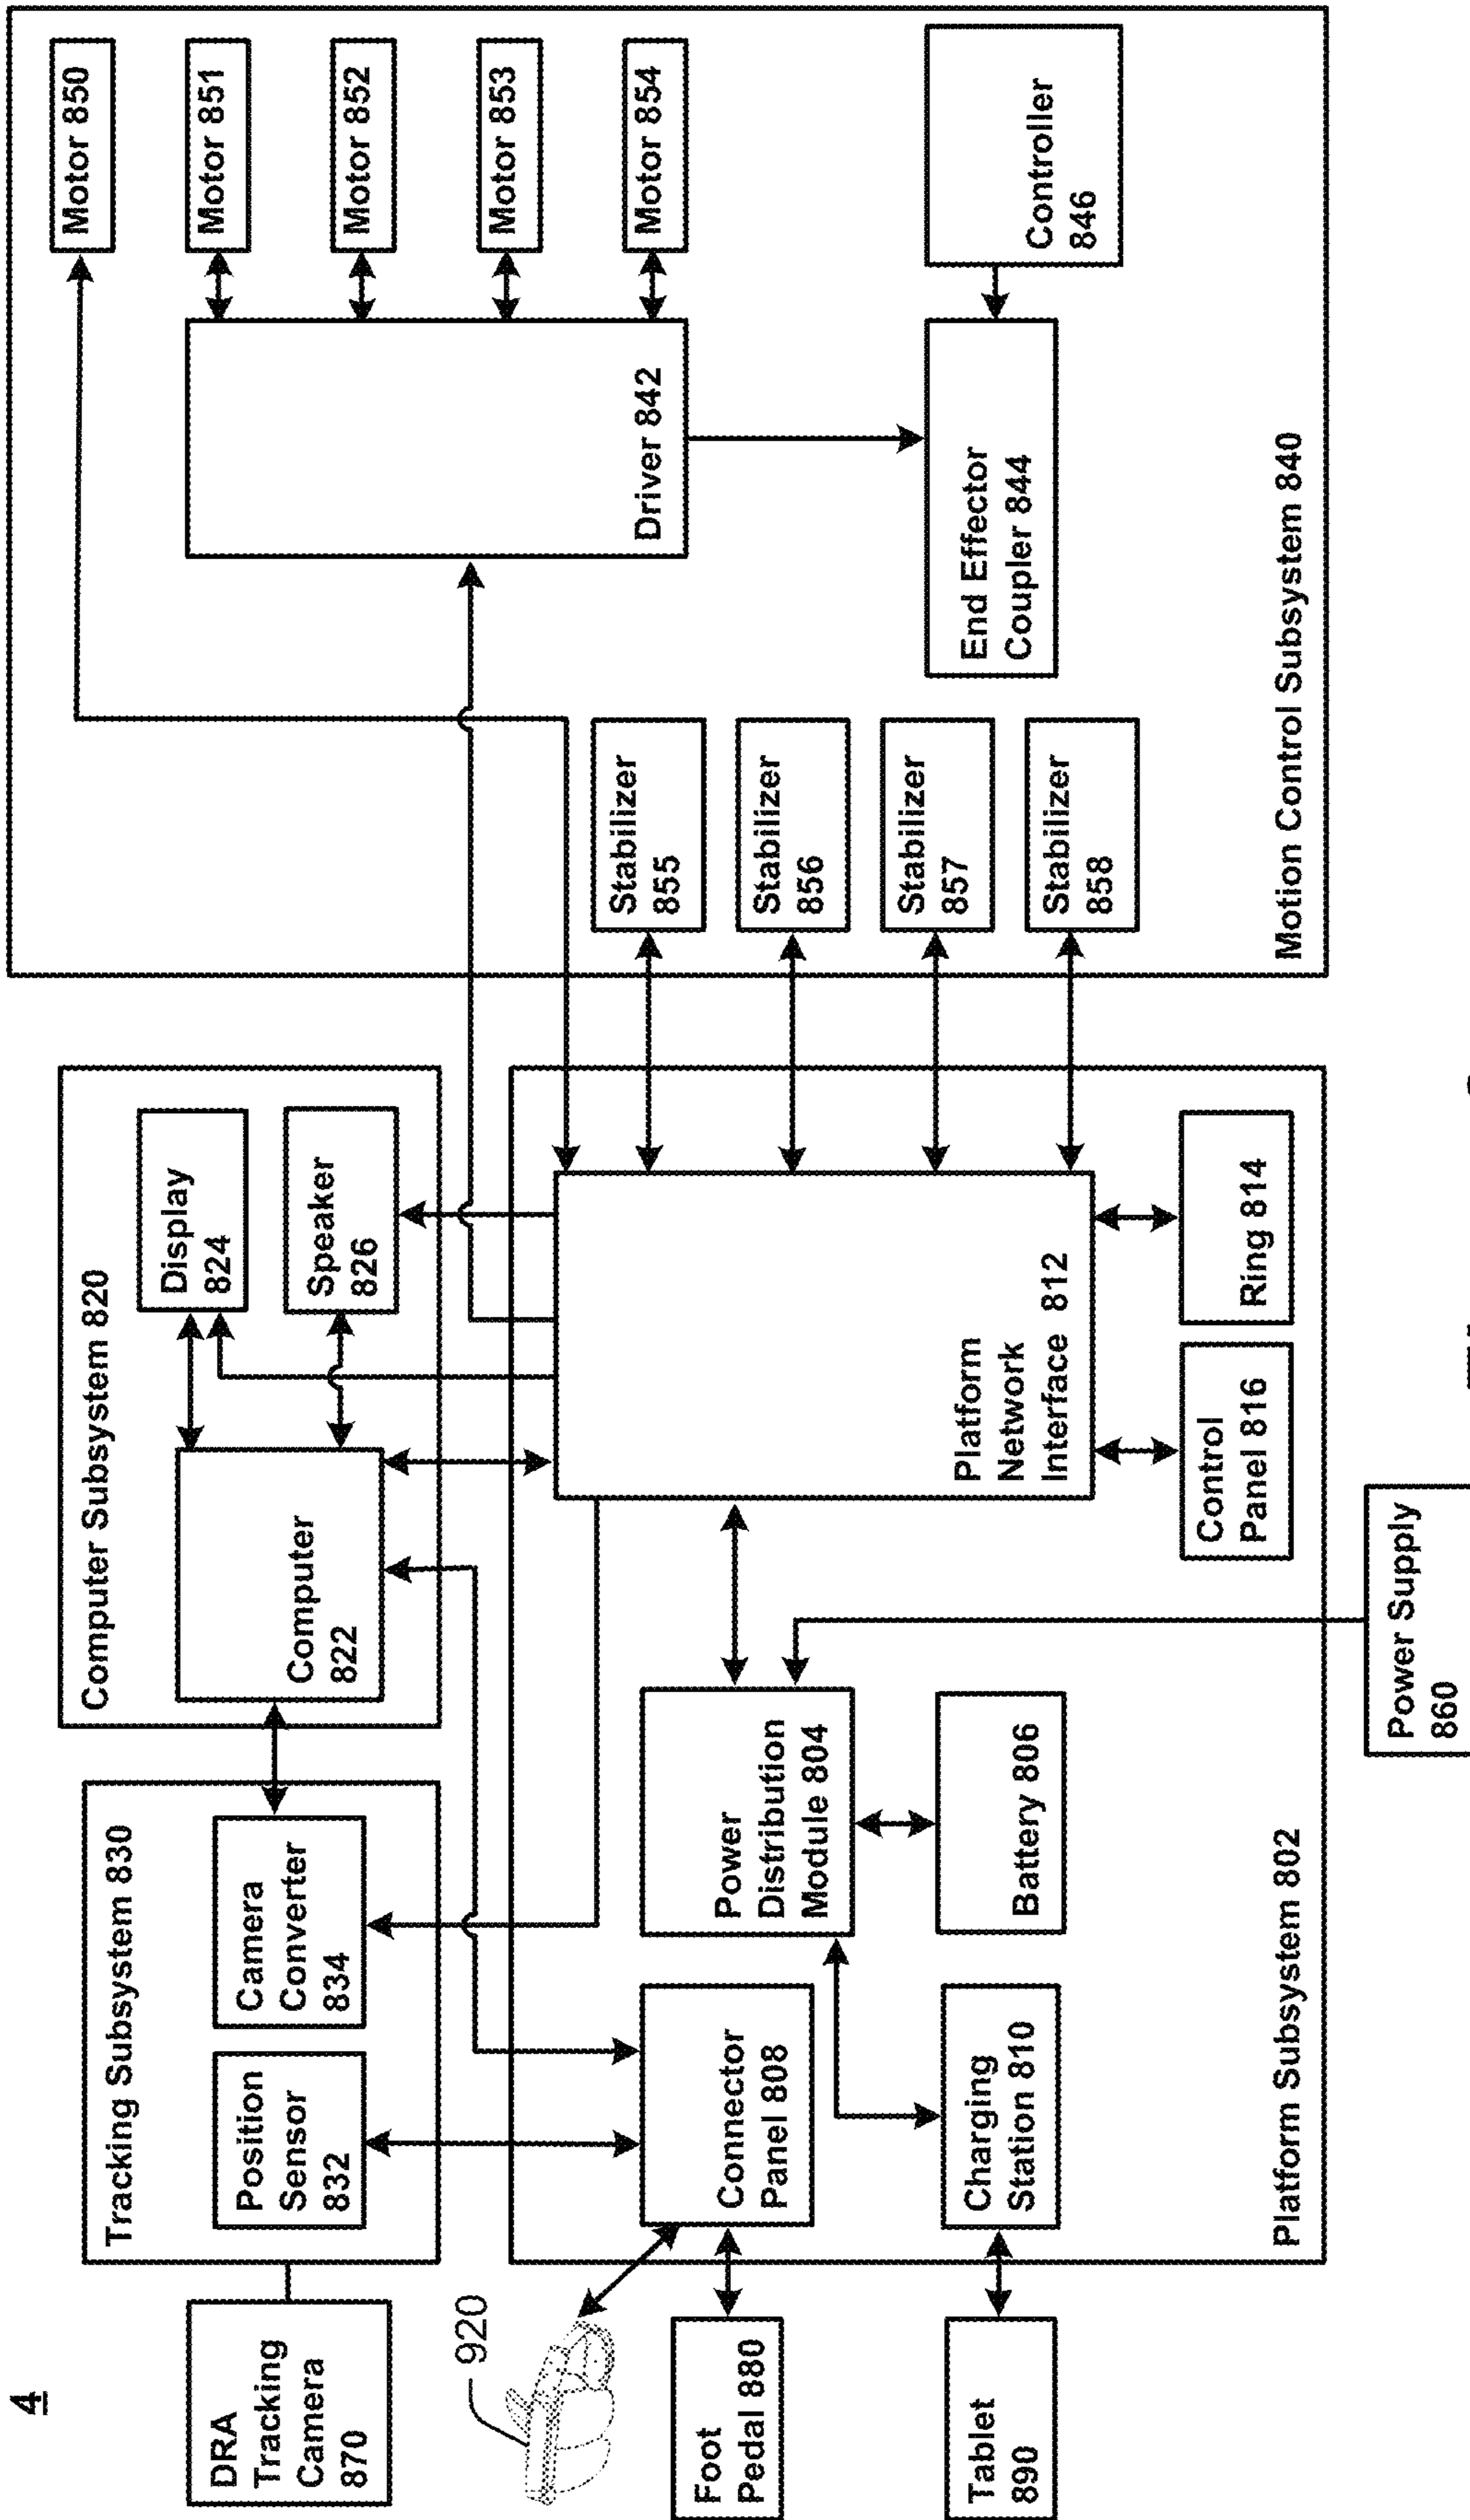 4
DRA
Tracking
Camera
870
920
Foot
Pedal 880
Tablet
890
Tracking Subsystem 830
Position
Sensor
832
Camera
Converter
834
Computer Subsystem 820
Computer
822
Display
824
Speaker
826
Platform Subsystem 802
Connector
Panel 808
Charging
Station 810
Power
Distribution
Module 804
Battery 806
Platform
Network
Interface 812
Control
Panel 816
Ring 814
Power Supply
860
Motion Control Subsystem 840
Stabilizer
855
Stabilizer
856
Stabilizer
857
Stabilizer
858
Driver 842
End Effector
Coupler 844
Motor 850
Motor 851
Motor 852
Motor 853
Motor 854
Controller
846